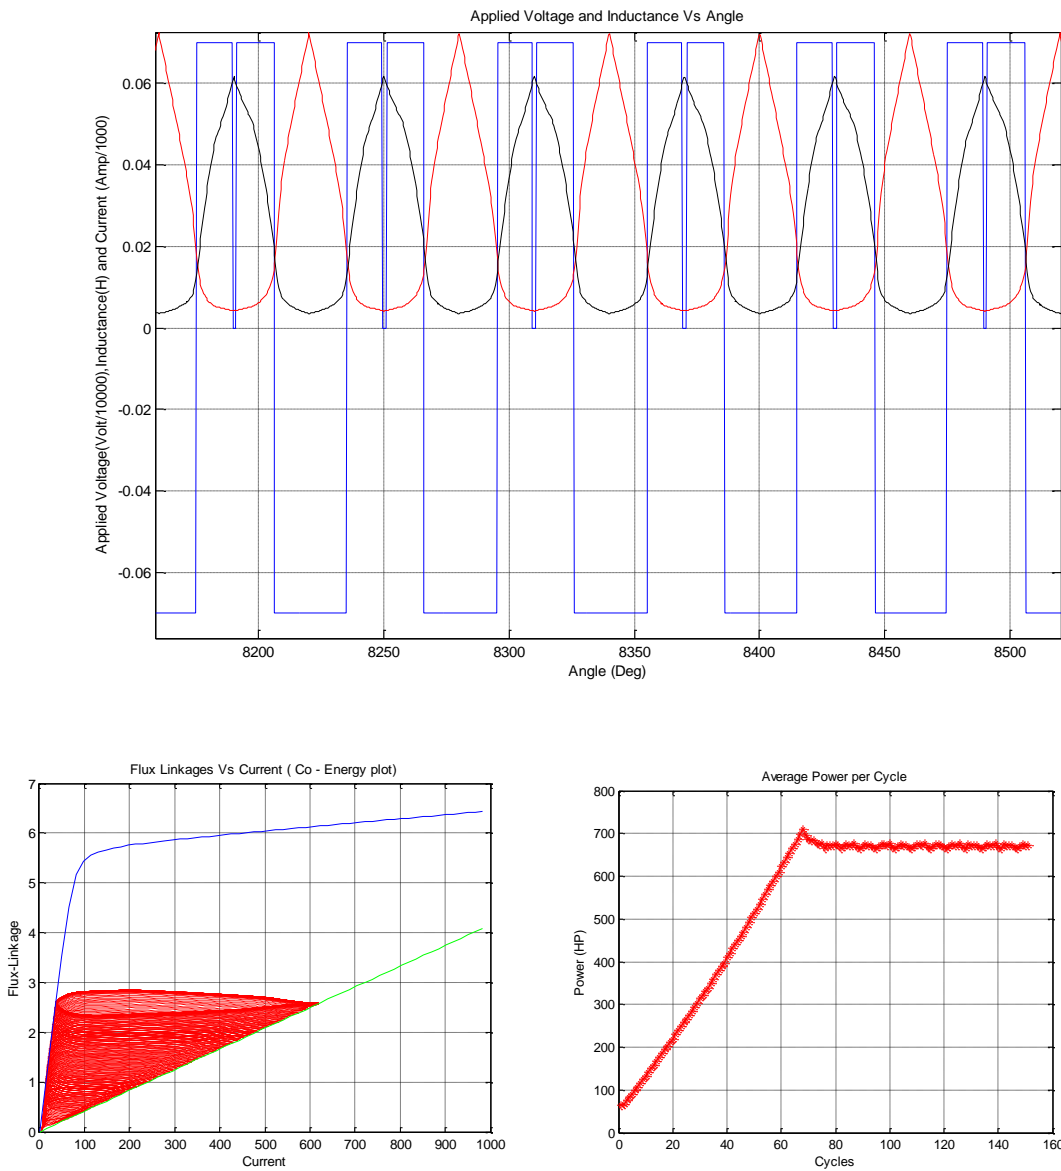 Applied Voltage and Inductance Vs Angle
Applied Voltage(Volt/10000),Inductance(H) and Current (Amp/1000)
0.06
0.04
0.02
0
-0.02
-0.04
-0.06
8200 8250 8300 8350 8400 8450 8500
Angle (Deg)
Flux Linkages Vs Current ( Co - Energy plot)
Flux-Linkage
7
6
5
4
3
2
1
0
0 100 200 300 400 500 600 700 800 900 1000
Current
Average Power per Cycle
Power (HP)
800
700
600
500
400
300
200
100
0
0 20 40 60 80 100 120 140 160
Cycles